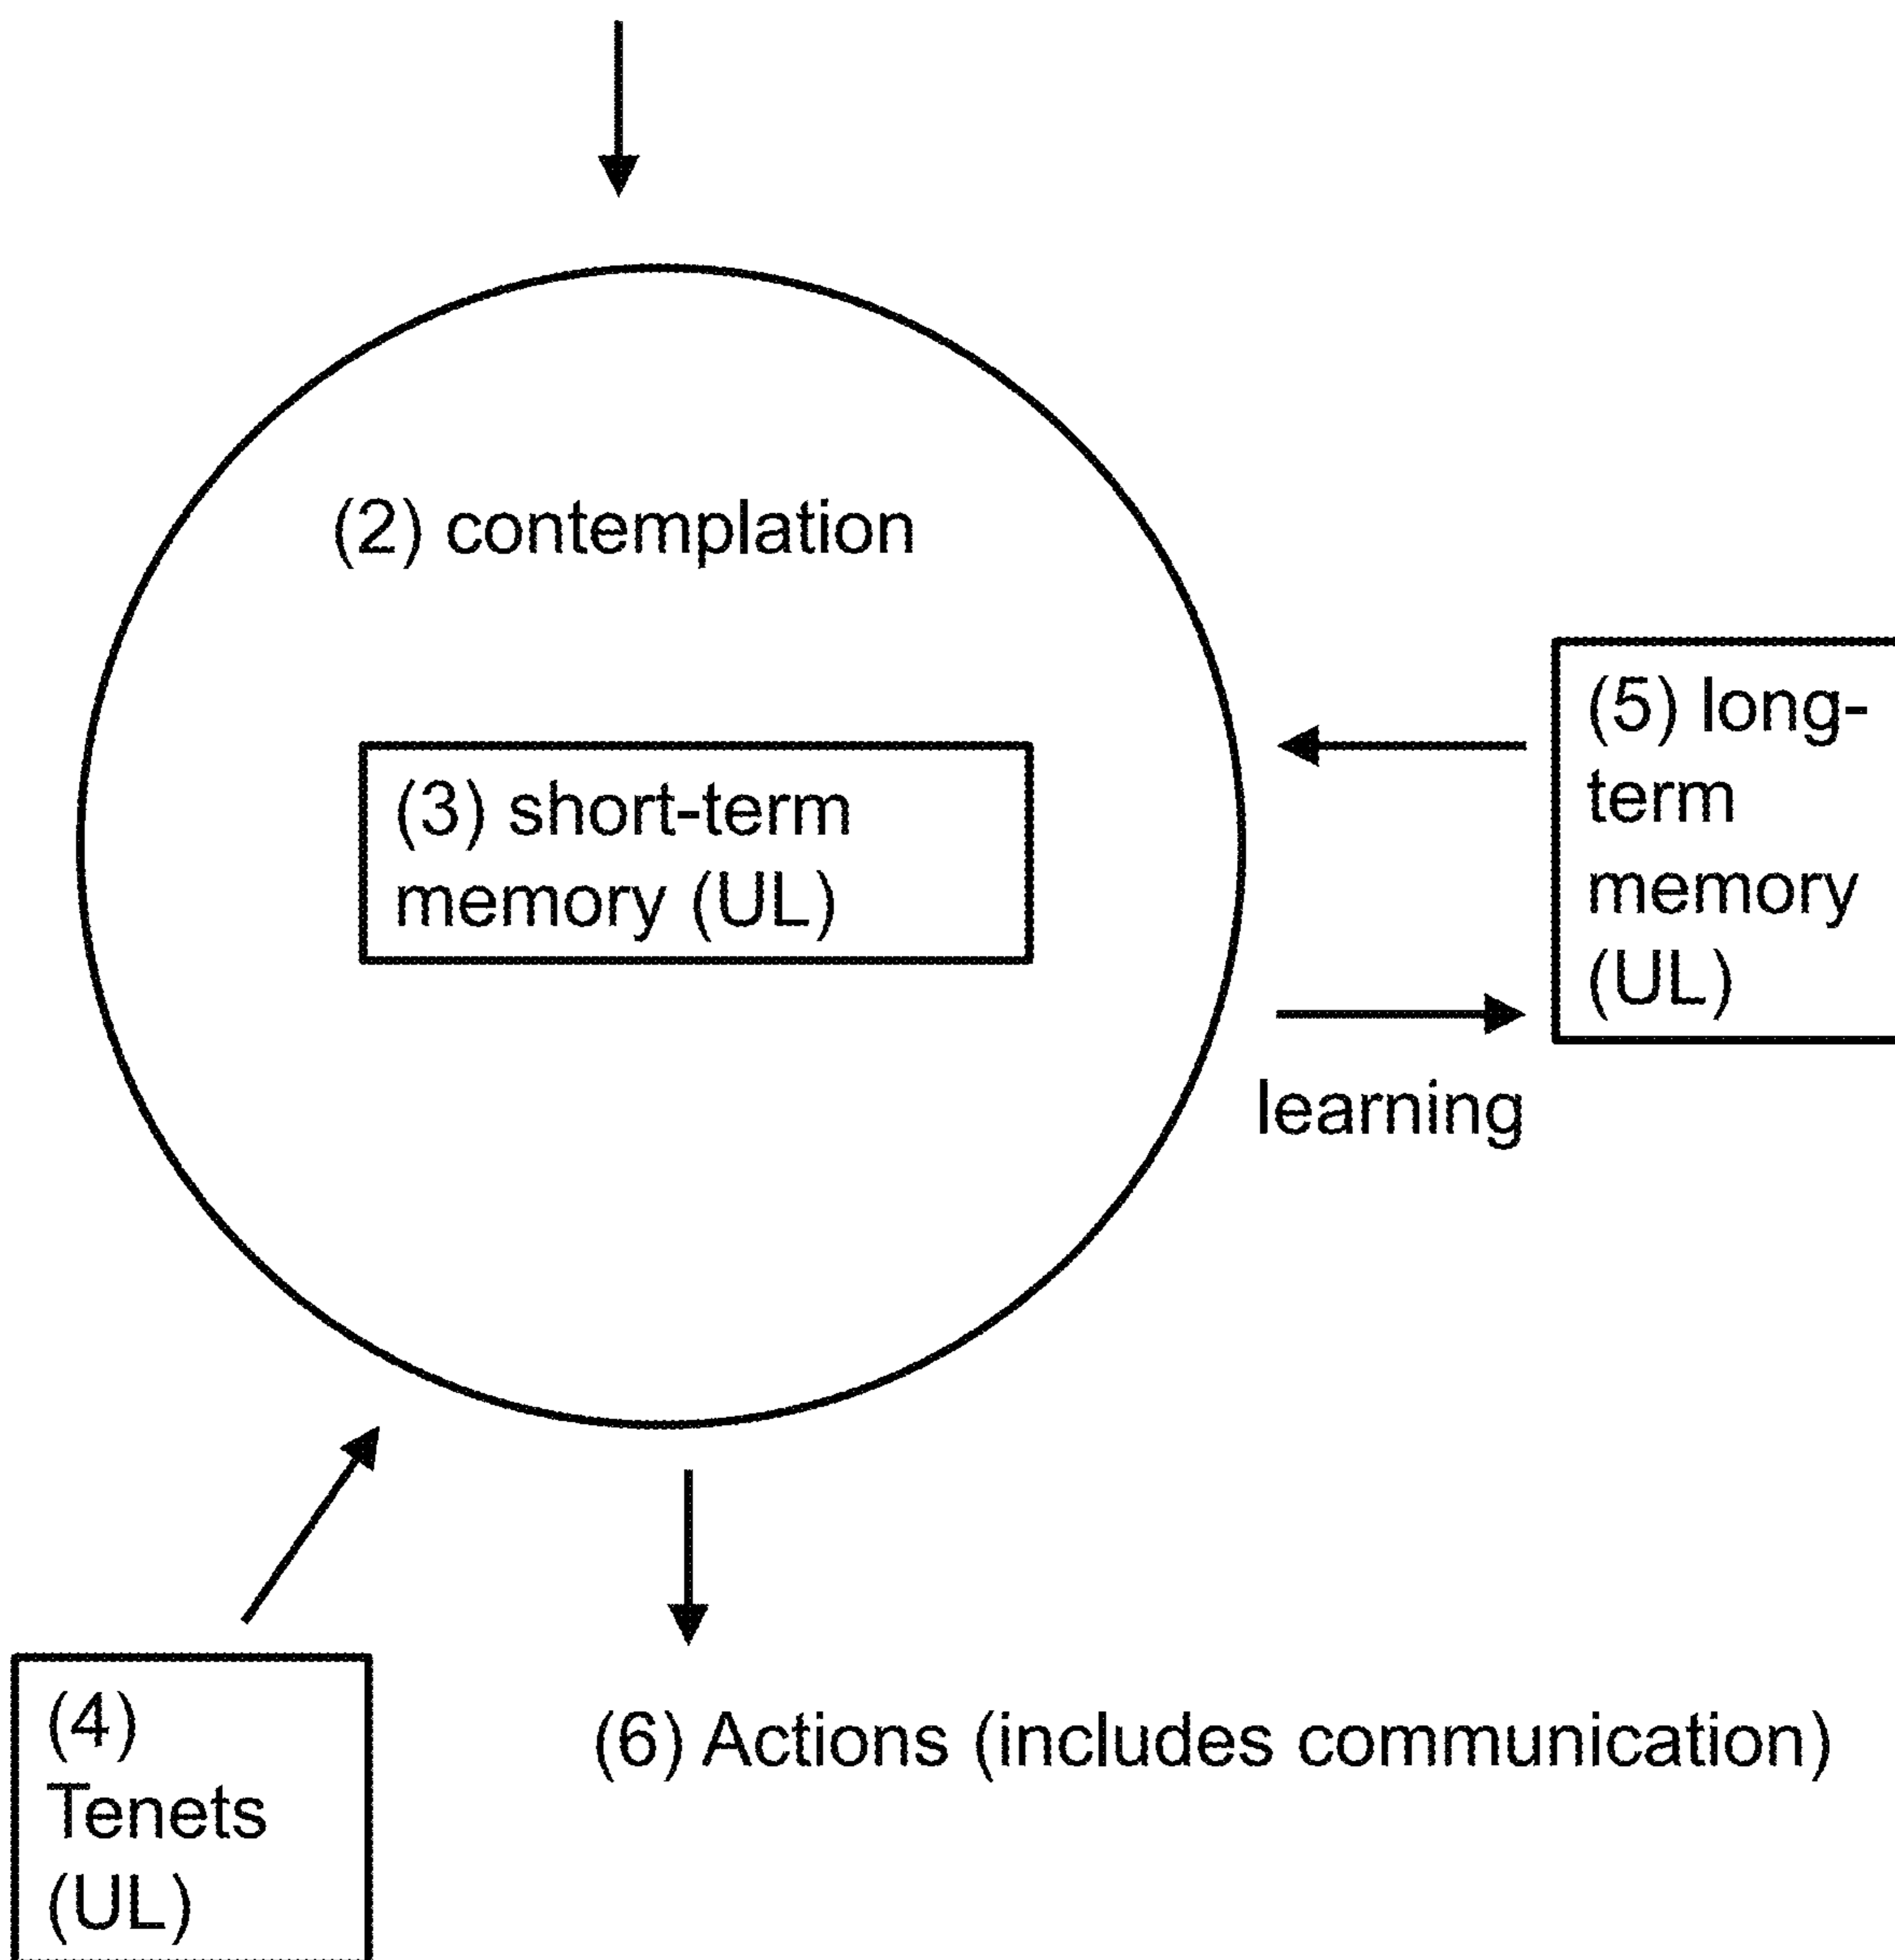 (2) contemplation
(3) short-term
memory (UL)
(5) long-
term
memory
(UL)
learning
(4)
Tenets
(UL)
(6) Actions (includes communication)